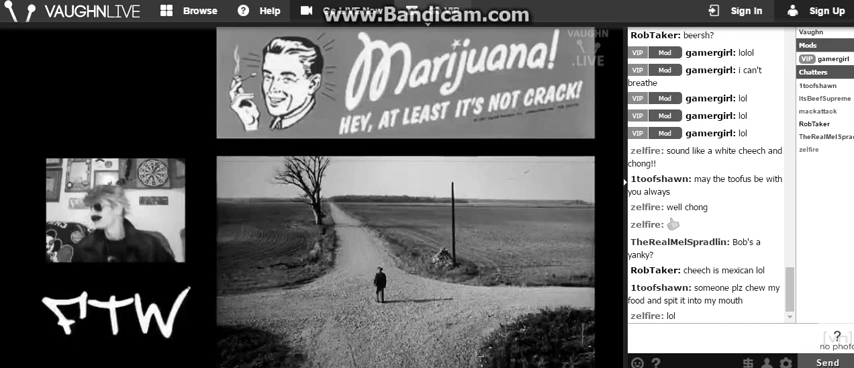 www.Bandicam.com
VAUGHNLIVE
Browse
Help
Sign In
Sign Up
VAUGHN
.LIVE
Marijuana!
HEY, AT LEAST IT'S NOT CRACK!
FTW
RobTaker: beersh?
VIP Mod gamergirl: lolol
VIP Mod gamergirl: i can't
breathe
VIP Mod gamergirl: lol
VIP Mod gamergirl: lol
VIP Mod gamergirl: lol
zelfire: sound like a white cheech and
chong!!
1toofshawn: may the toofus be with
you always
zelfire: well chong
zelfire:
TheRealMelSpradlin: Bob's a
yanky?
RobTaker: cheech is mexican lol
1toofshawn: someone plz chew my
food and spit it into my mouth
zelfire: lol
Vaughn
Mods
VIP gamergirl
Chatters
1toofshawn
ItsBeefSupreme
mackattack
RobTaker
TheRealMelSprad
zelfire
?
no photo
Send